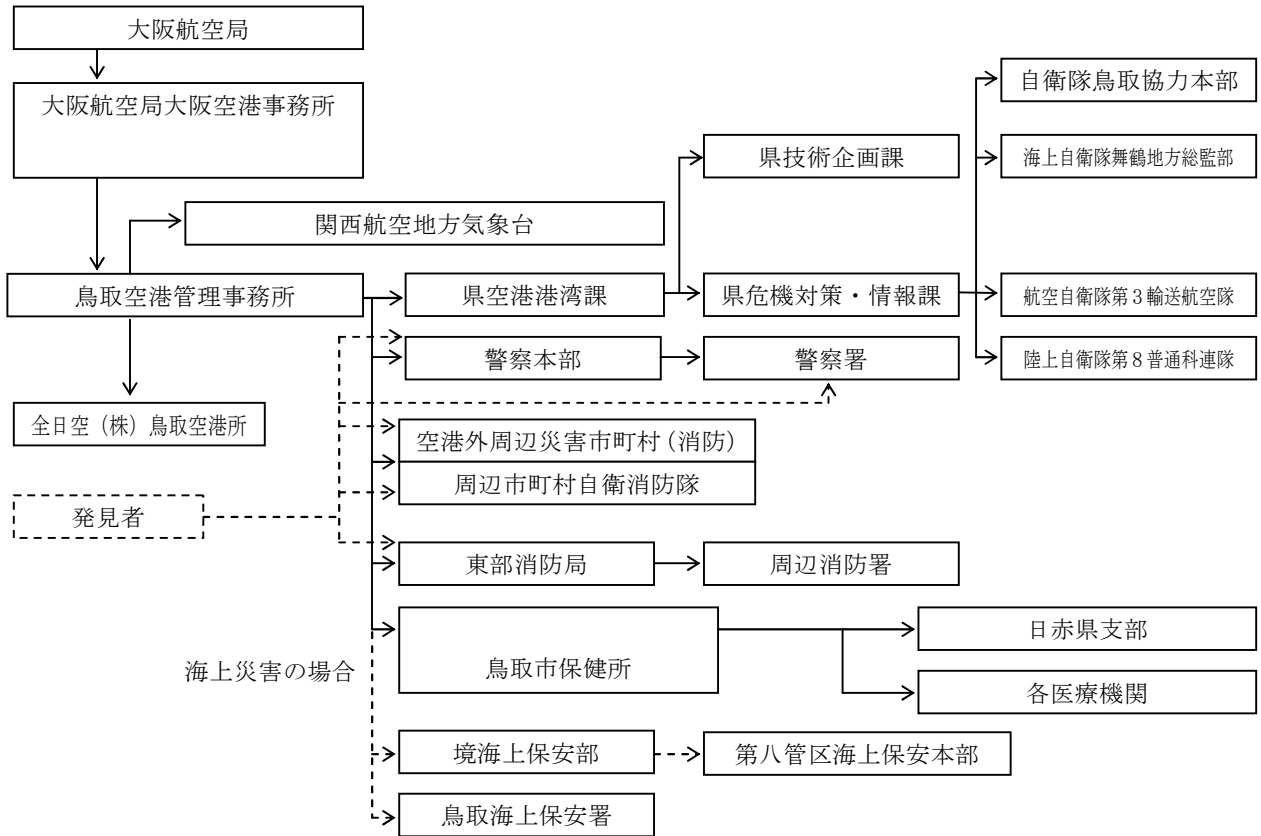 大阪航空局
大阪航空局大阪空港事務所
関西航空地方気象台
鳥取空港管理事務所
全日空（株）鳥取空港所
発見者
海上災害の場合
県空港港湾課
県技術企画課
県危機対策・情報課
自衛隊鳥取協力本部
海上自衛隊舞鶴地方総監部
航空自衛隊第３輸送航空隊
陸上自衛隊第８普通科連隊
警察本部
警察署
空港外周辺災害市町村（消防）
周辺市町村自衛消防隊
東部消防局
周辺消防署
鳥取市保健所
日赤県支部
各医療機関
境海上保安部
第八管区海上保安本部
鳥取海上保安署